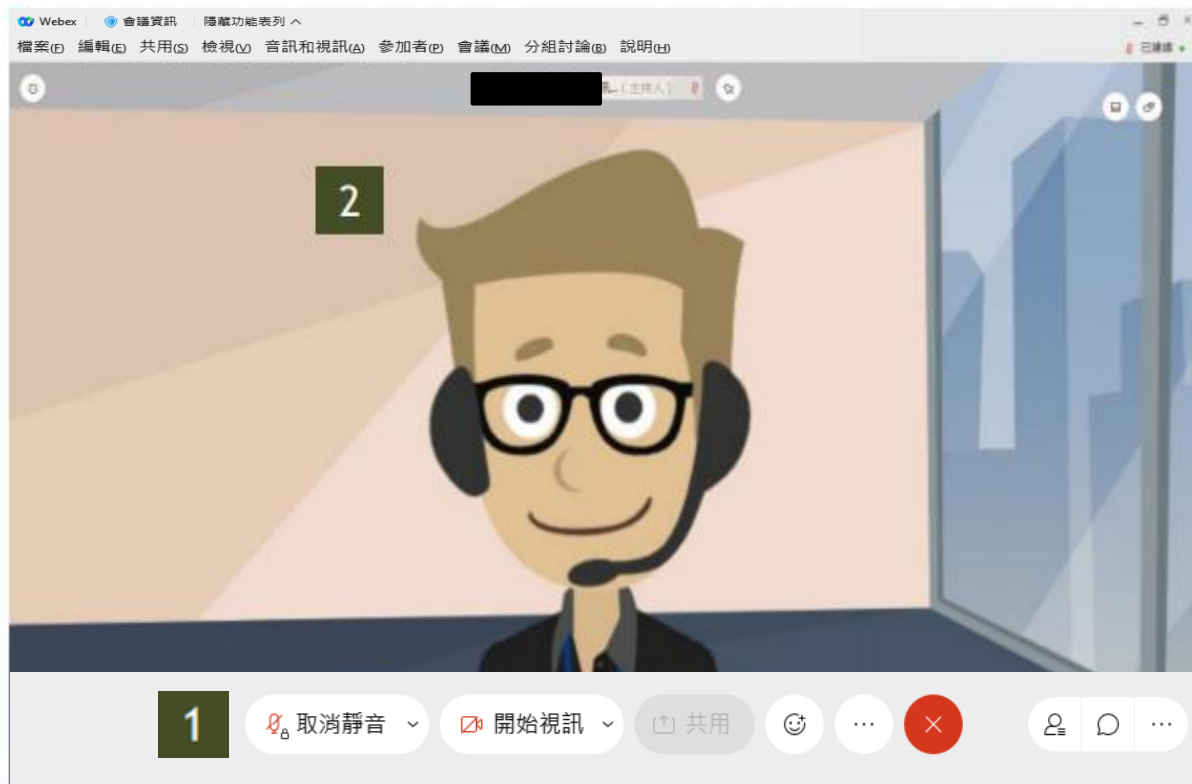 Webex 會議資訊 隱藏功能表列
檔案(F) 編輯(E) 共用(S) 檢視(V) 音訊和視訊(A) 參加者(P) 會議(M) 分組討論(B) 說明(H)
已連線
(主持人)
2
1 取消靜音 開始視訊 共用